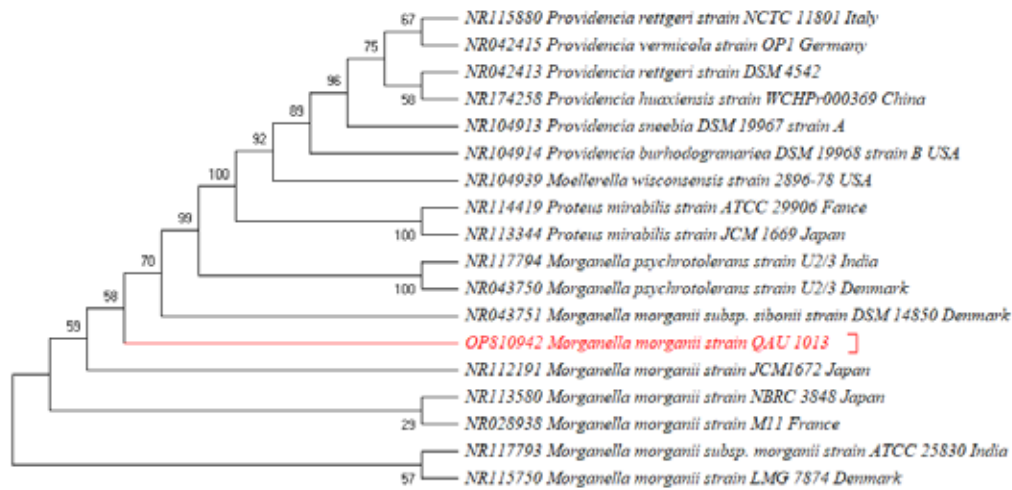 67
NR115880 Providencia rettgeri strain NCTC 11801 Italy
75
NR042415 Providencia vermicola strain OP1 Germany
96
NR042413 Providencia rettgeri strain DSM 4542
58
NR174258 Providencia huaxiensis strain WCHPr000369 China
89
NR104913 Providencia sneebia DSM 19967 strain A
92
NR104914 Providencia burhodogranariea DSM 19968 strain B USA
100
NR104939 Moellerella wisconsensis strain 2896-78 USA
99
NR114419 Proteus mirabilis strain ATCC 29906 Fance
100
NR113344 Proteus mirabilis strain JCM 1669 Japan
70
NR117794 Morganella psychrotolerans strain U2/3 India
100
NR043750 Morganella psychrotolerans strain U2/3 Denmark
58
NR043751 Morganella morganii subsp. sibonii strain DSM 14850 Denmark
59
OP810942 Morganella morganii strain QAU 1013
NR112191 Morganella morganii strain JCM1672 Japan
NR113580 Morganella morganii strain NBRC 3848 Japan
29
NR028938 Morganella morganii strain M11 France
NR117793 Morganella morganii subsp. morganii strain ATCC 25830 India
57
NR115750 Morganella morganii strain LMG 7874 Denmark